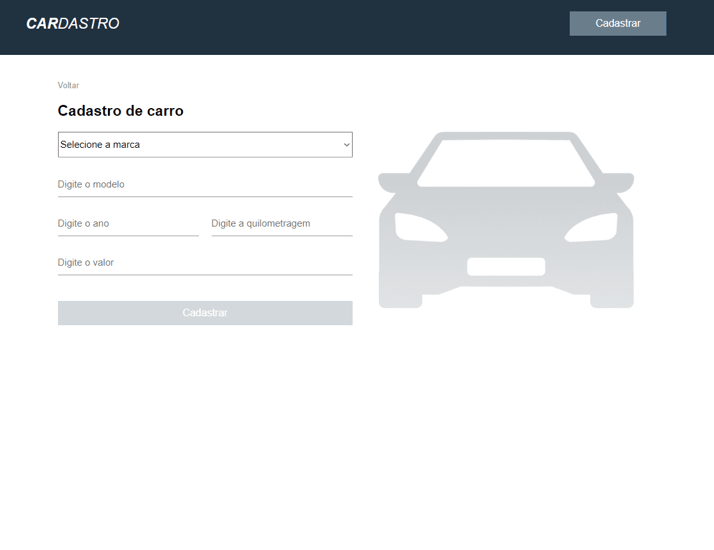 CARDASTRO
Cadastrar
Voltar
Cadastro de carro
Selecione a marca
Digite o modelo
Digite o ano
Digite a quilometragem
Digite o valor
Cadastrar